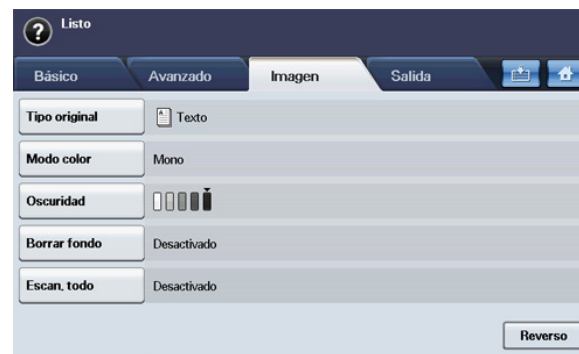 Listo
Básico Avanzado Imagen Salida
Tipo original Texto
Modo color Mono
Oscuridad
Borrar fondo Desactivado
Escan. todo Desactivado
Reverso